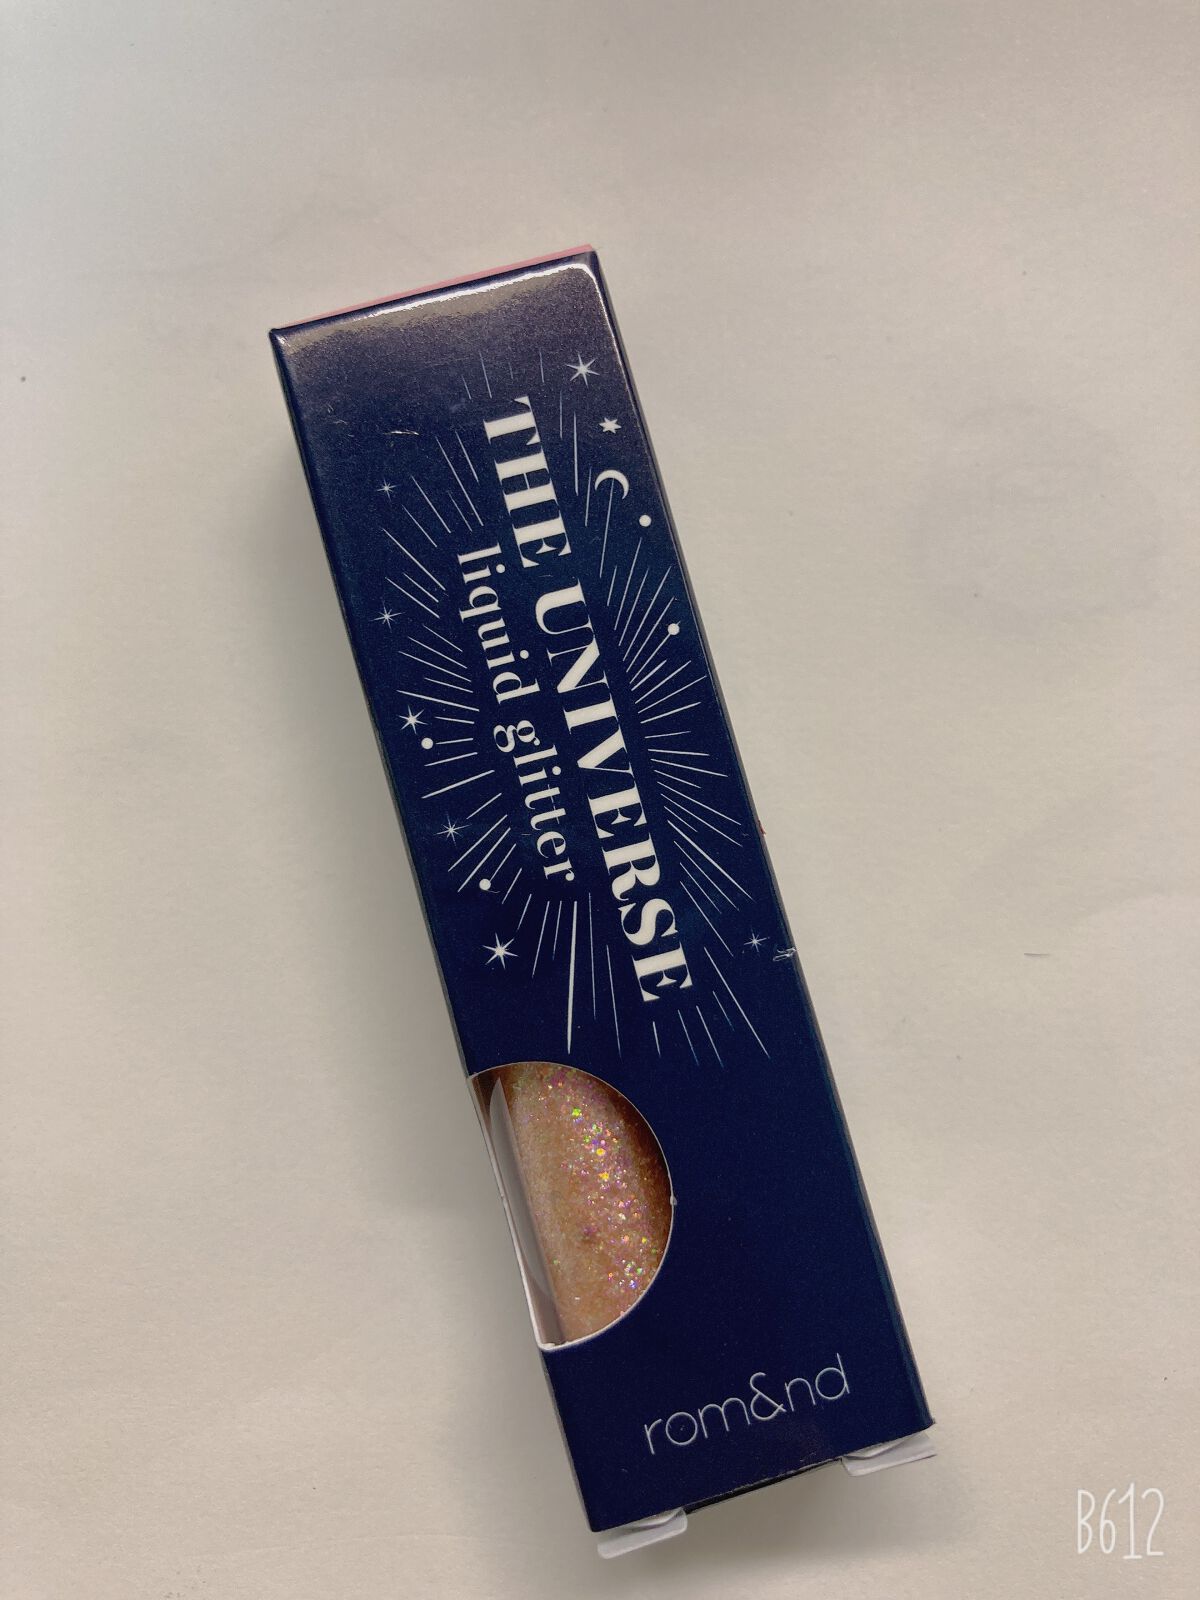 THE UNIVERSE
liquid glitter
rom&nd
B612